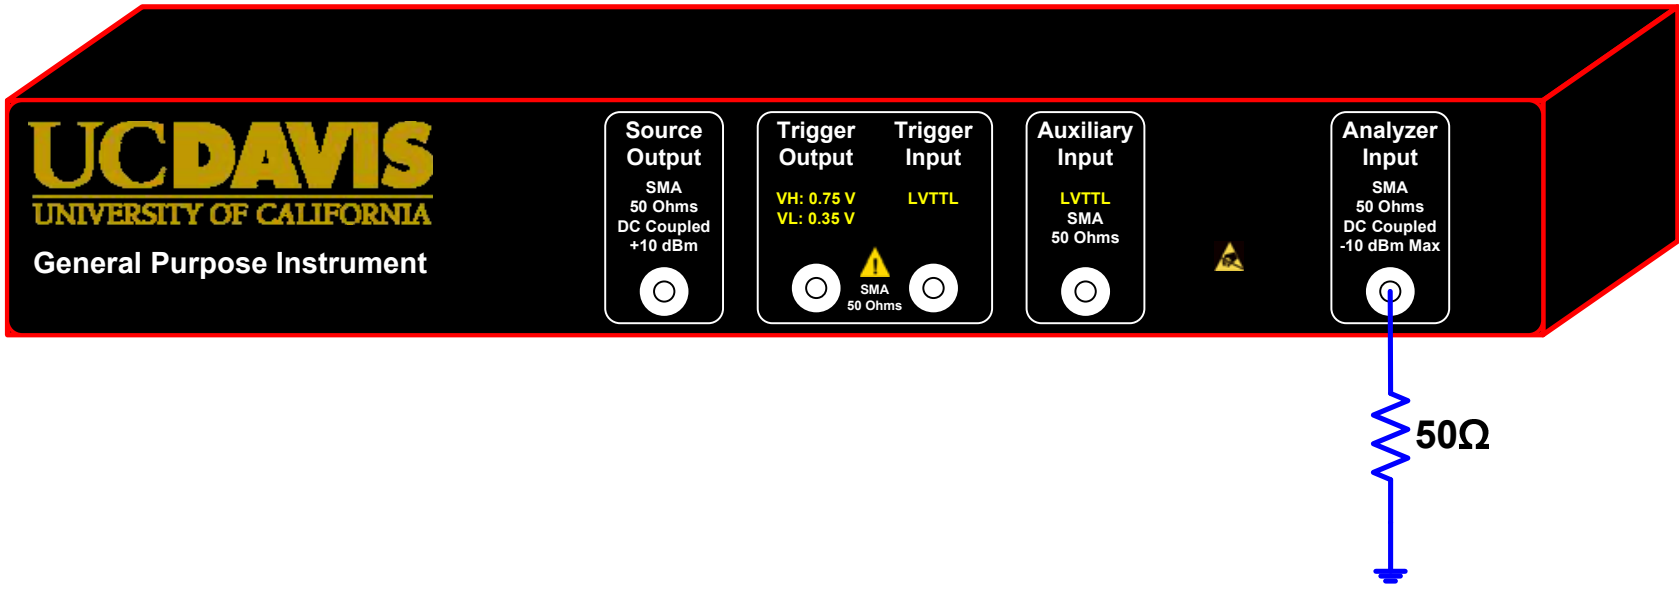 UCDAVIS
UNIVERSITY OF CALIFORNIA
General Purpose Instrument
Source
Output
SMA
50 Ohms
DC Coupled
+10 dBm
Trigger
Output
VH: 0.75 V
VL: 0.35 V
Trigger
Input
LVTTL
SMA
50 Ohms
Auxiliary
Input
LVTTL
SMA
50 Ohms
Analyzer
Input
SMA
50 Ohms
DC Coupled
-10 dBm Max
50Ω